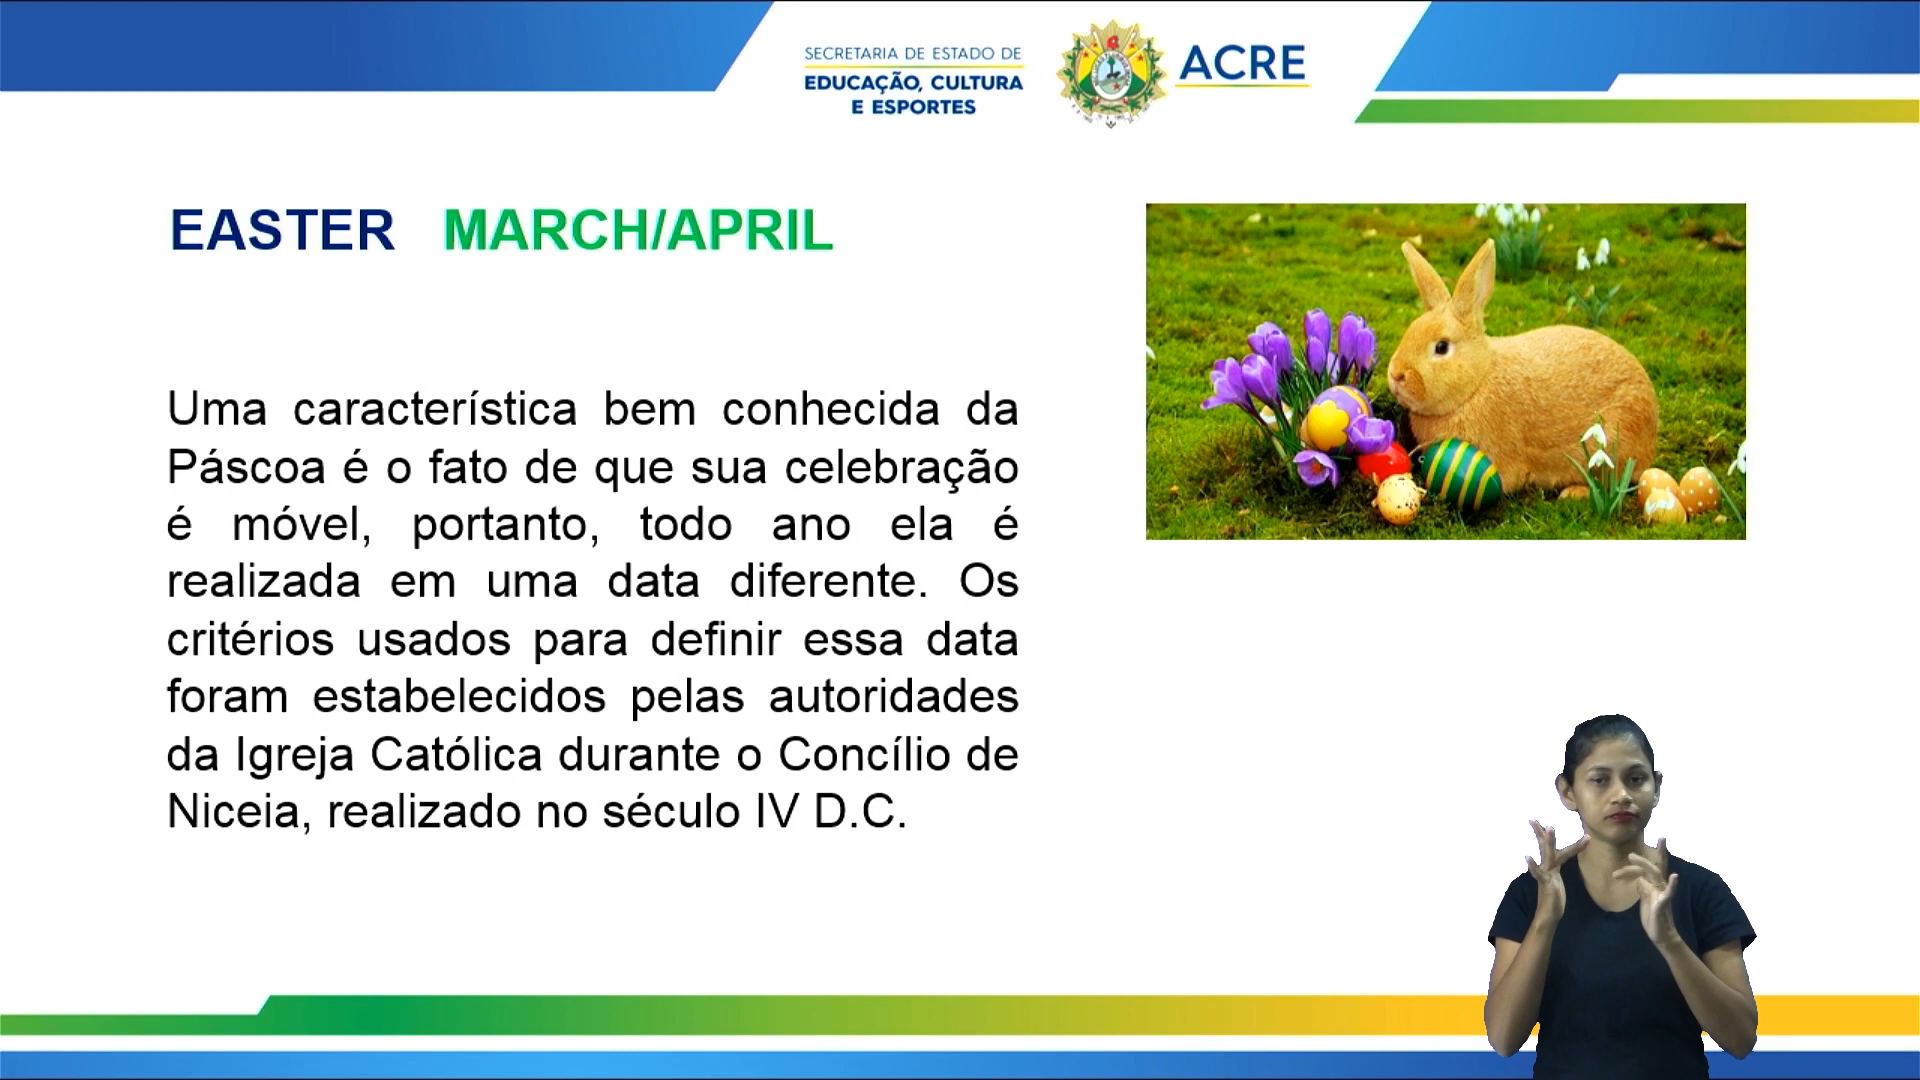 SECRETARIA DE ESTADO DE
EDUCAÇÃO, CULTURA
E ESPORTES
ACRE
EASTER MARCH/APRIL
Uma característica bem conhecida da
Páscoa é o fato de que sua celebração
é móvel, portanto, todo ano ela é
realizada em uma data diferente. Os
critérios usados para definir essa data
foram estabelecidos pelas autoridades
da Igreja Católica durante o Concílio de
Niceia, realizado no século IV D.C.